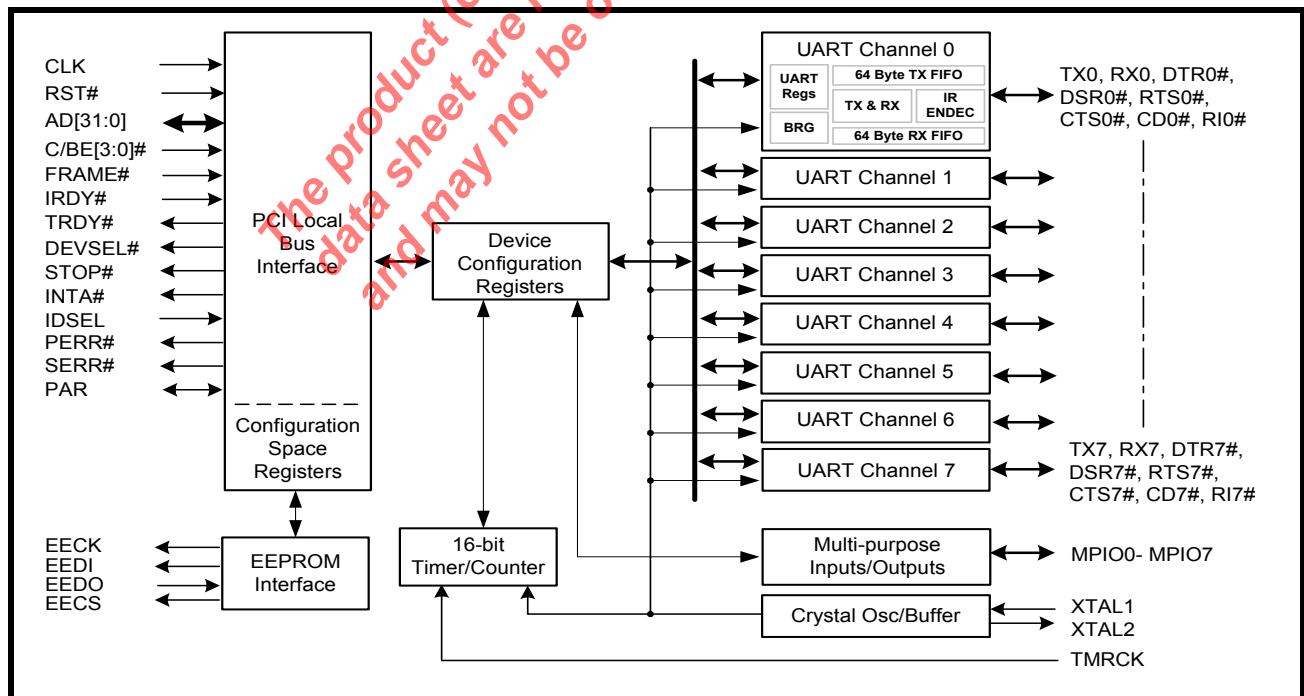 CLK
RST#
AD[31:0]
C/BE[3:0]#
FRAME#
IRDY#
TRDY#
DEVSEL#
STOP#
INTA#
IDSEL
PERR#
SERR#
PAR
EECK
EEDI
EEDO
EECS
PCI Local
Bus
Interface
Configuration
Space
Registers
EEPROM
Interface
The product (
data sheet are
and may not be o
Device
Configuration
Registers
16-bit
Timer/Counter
UART Channel 0
UART
Regs
BRG
64 Byte TX FIFO
TX & RX
IR
ENDEC
64 Byte RX FIFO
UART Channel 1
UART Channel 2
UART Channel 3
UART Channel 4
UART Channel 5
UART Channel 6
UART Channel 7
Multi-purpose
Inputs/Outputs
Crystal Osc/Buffer
TX0, RX0, DTR0#,
DSR0#, RTS0#,
CTS0#, CD0#, RI0#
TX7, RX7, DTR7#,
DSR7#, RTS7#,
CTS7#, CD7#, RI7#
MPIO0- MPIO7
XTAL1
XTAL2
TMRCK